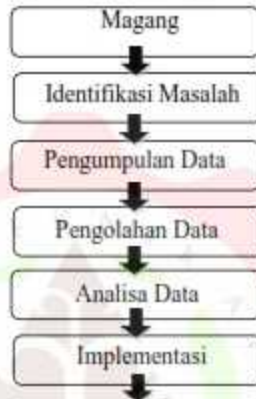 Magang
Identifikasi Masalah
Pengumpulan Data
Pengolahan Data
Analisa Data
Implementasi